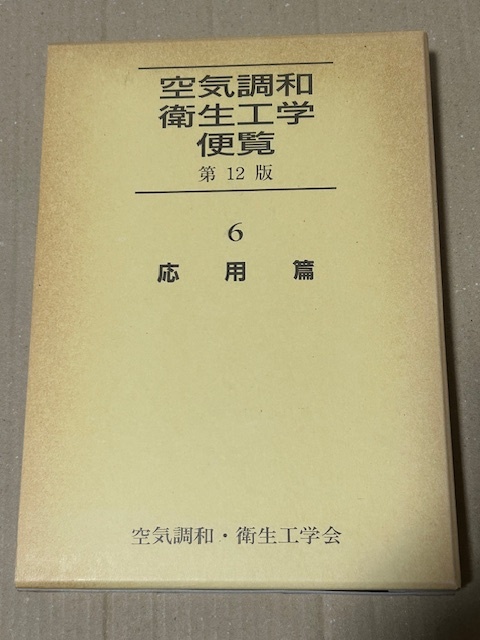 空気調和
衛生工学
便覧
第 12 版
6
応用篇
空気調和・衛生工学会